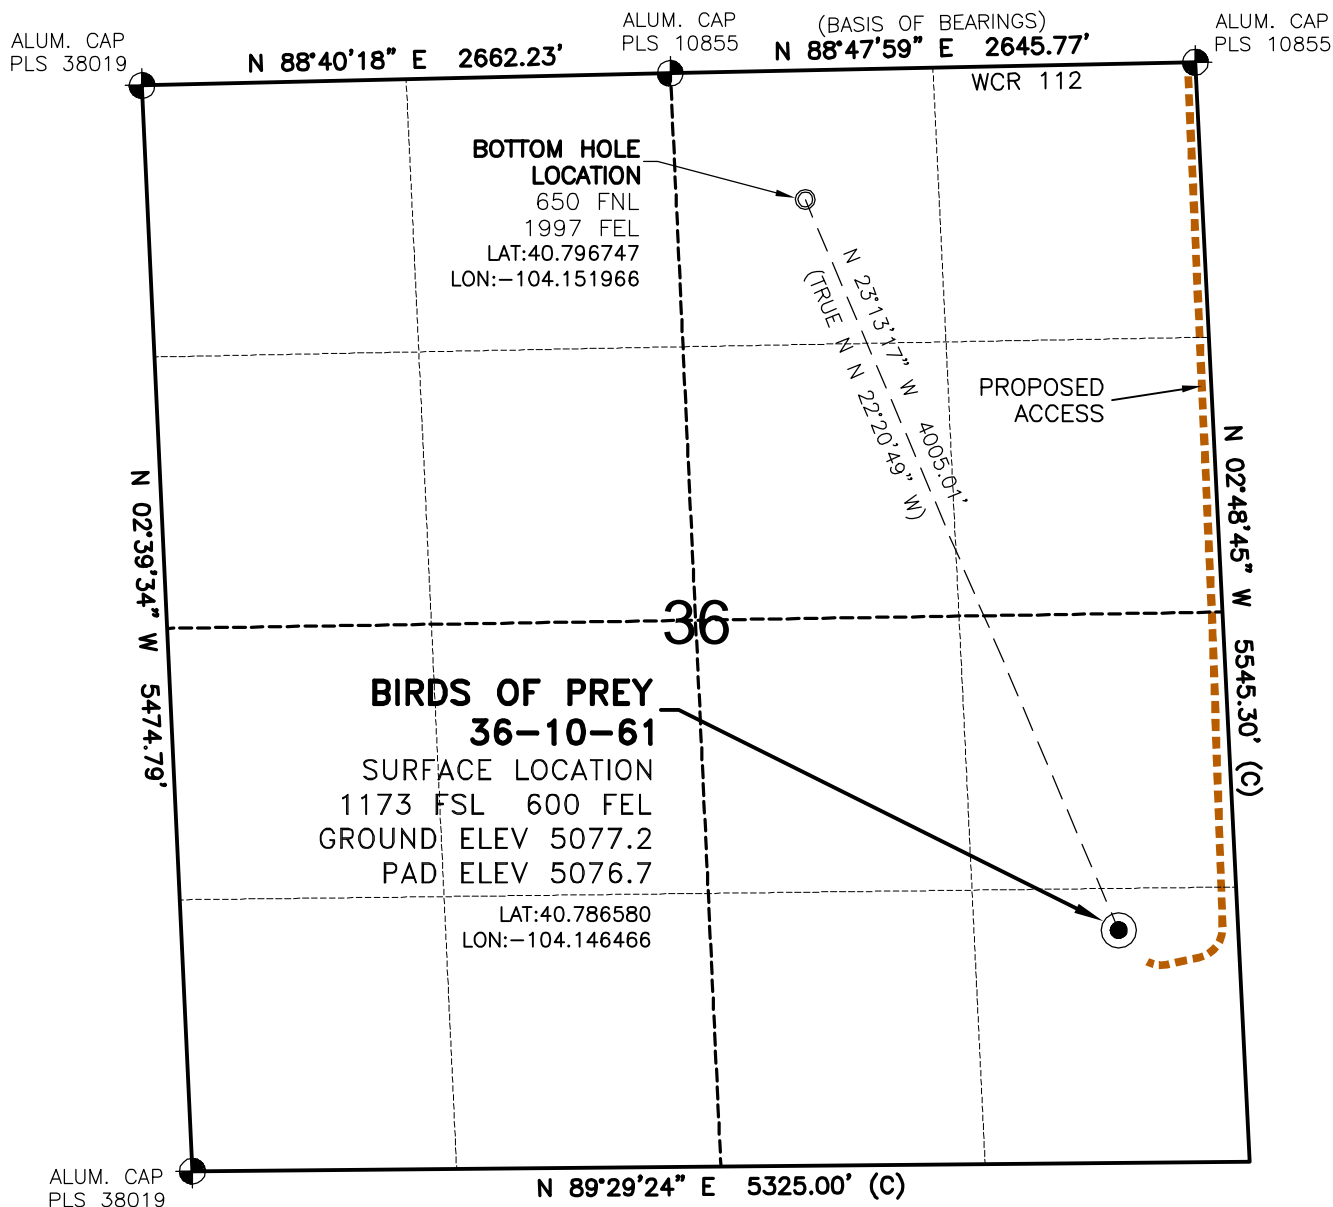 ALUM. CAP
PLS 38019
N 88°40'18" E 2662.23'
ALUM. CAP
PLS 10855
(BASIS OF BEARINGS)
N 88°47'59" E 2645.77'
WCR 112
ALUM. CAP
PLS 10855
BOTTOM HOLE
LOCATION
650 FNL
1997 FEL
LAT:40.796747
LON:-104.151966
N 23°13'17" W 4005.01'
(TRUE N N 22°20'49" W)
PROPOSED
ACCESS
N 02°39'34" W 5474.79'
N 02°48'45" W 5545.30' (C)
36
BIRDS OF PREY
36-10-61
SURFACE LOCATION
1173 FSL 600 FEL
GROUND ELEV 5077.2
PAD ELEV 5076.7
LAT:40.786580
LON:-104.146466
ALUM. CAP
PLS 38019
N 89°29'24" E 5325.00' (C)